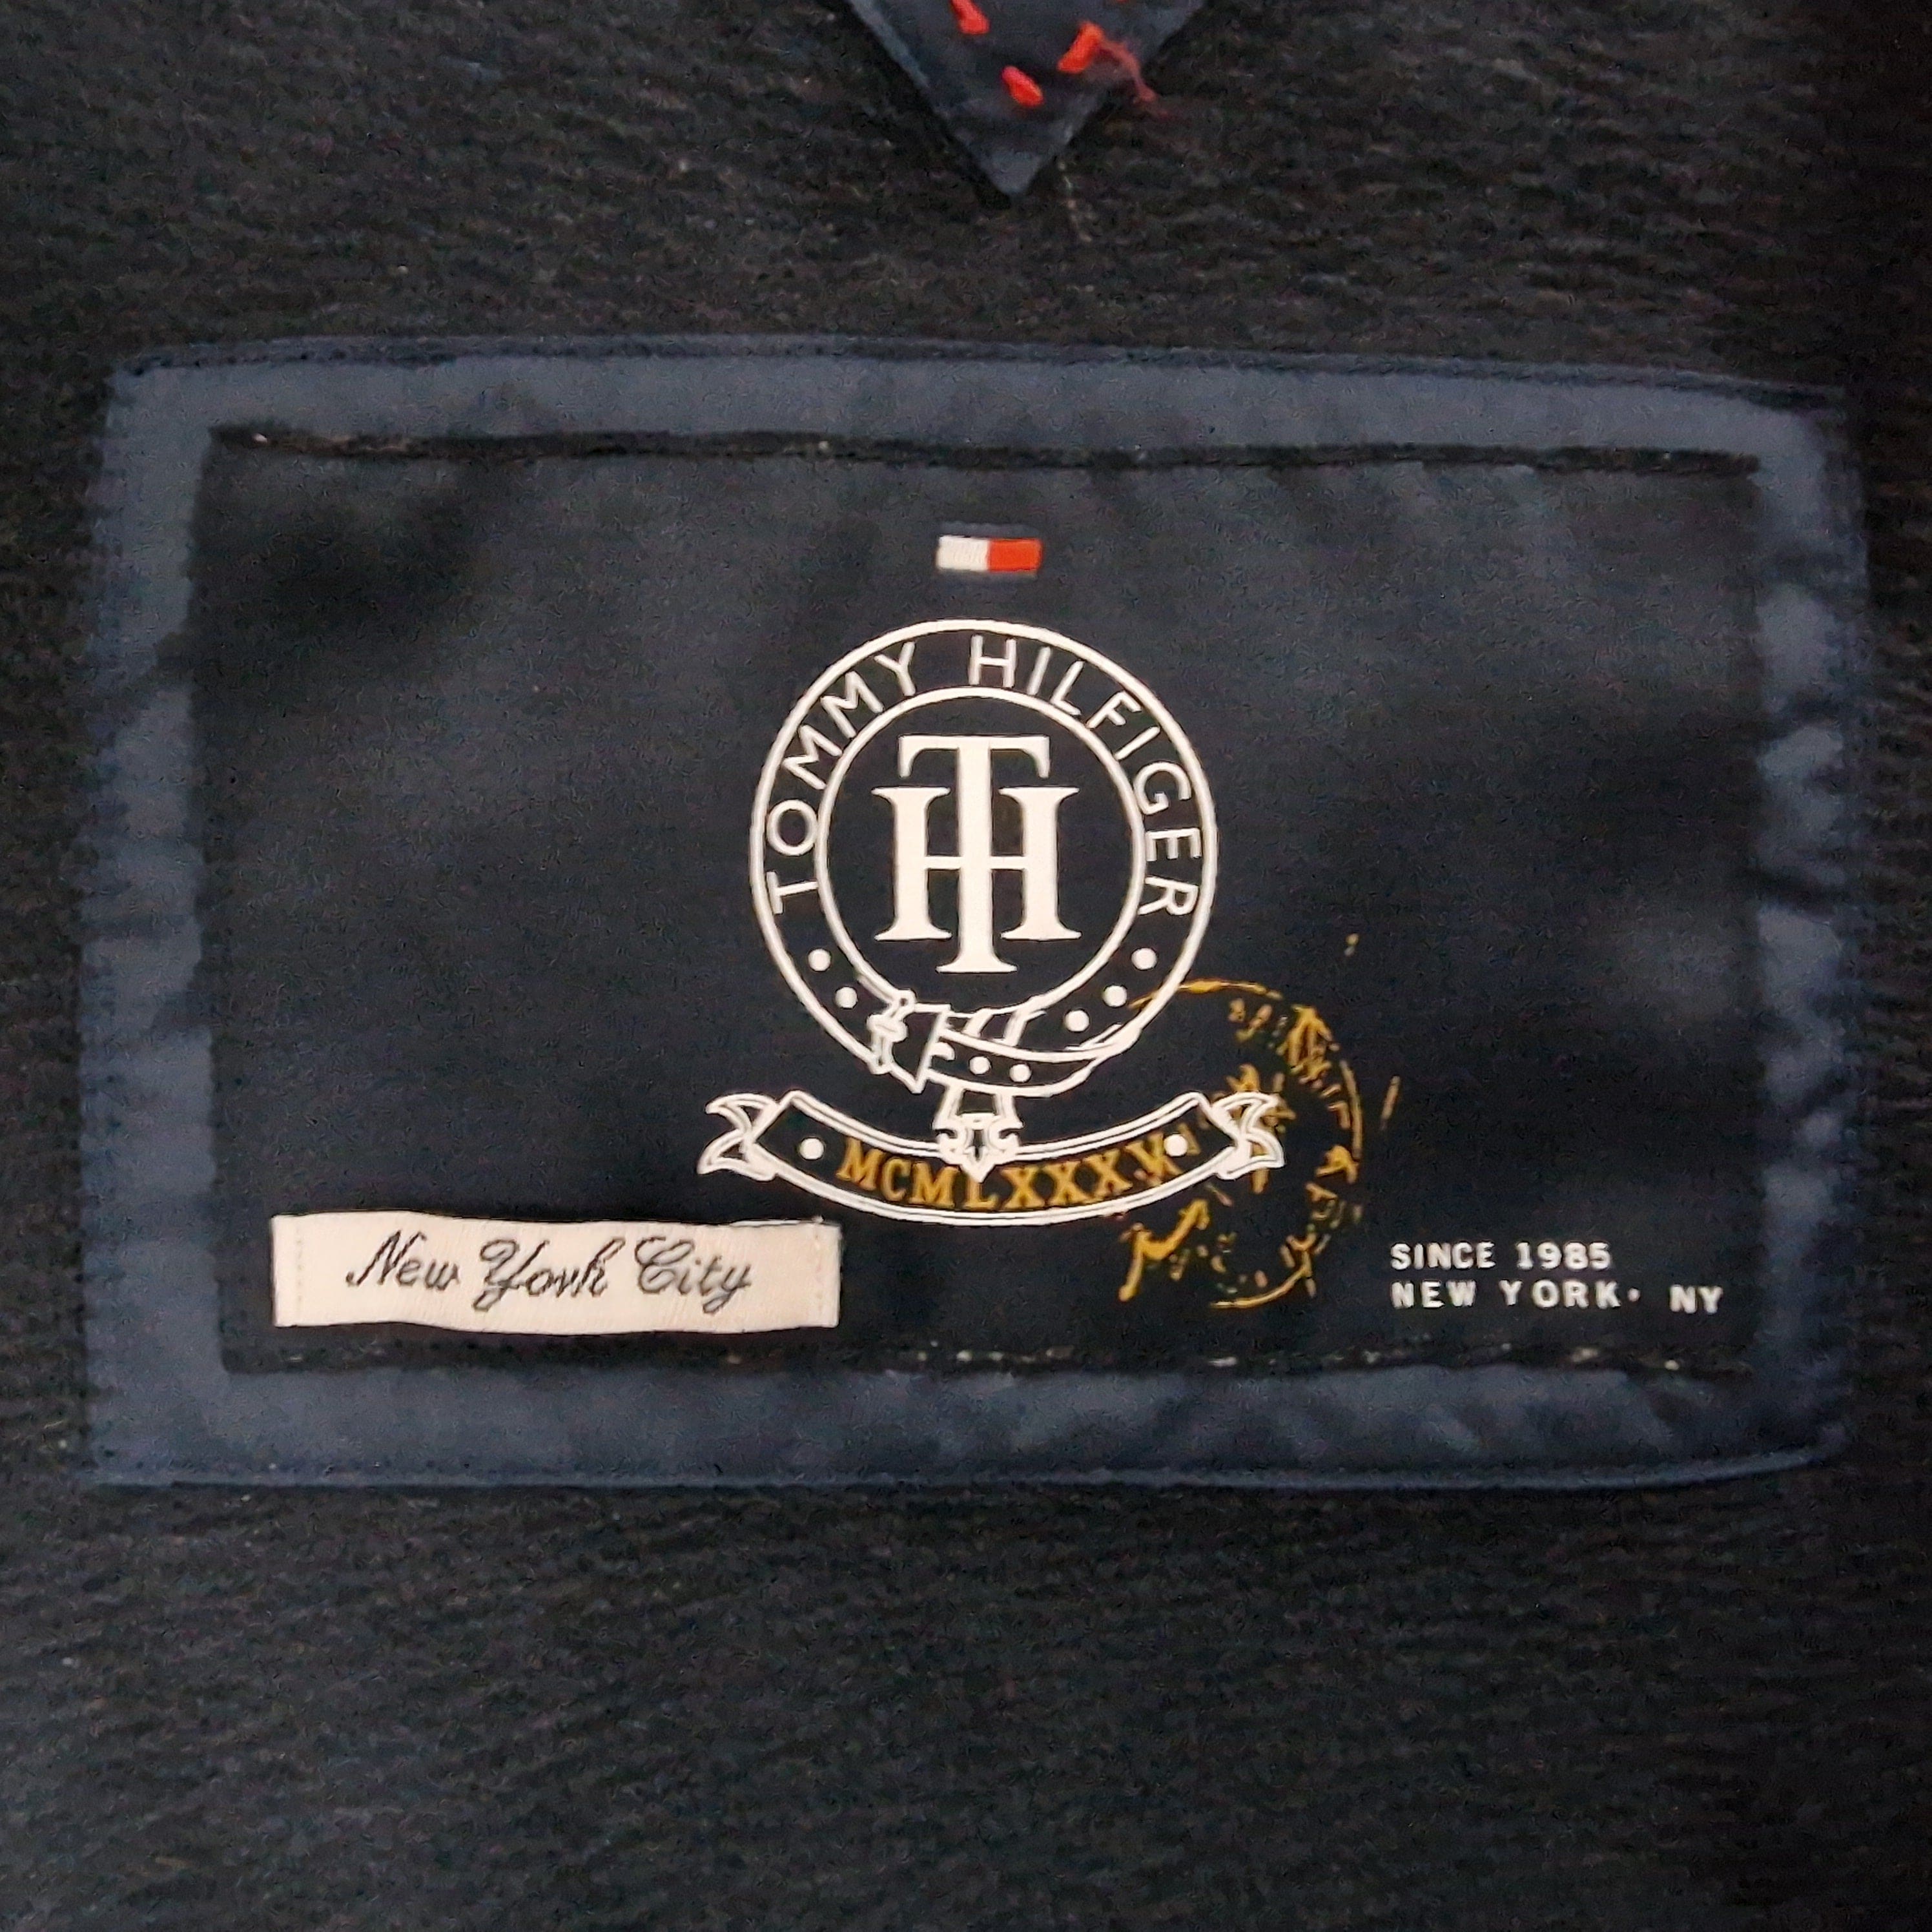 TOMMY HILFIGER
TH
MCMLXXXV
New York City
SINCE 1985
NEW YORK· NY